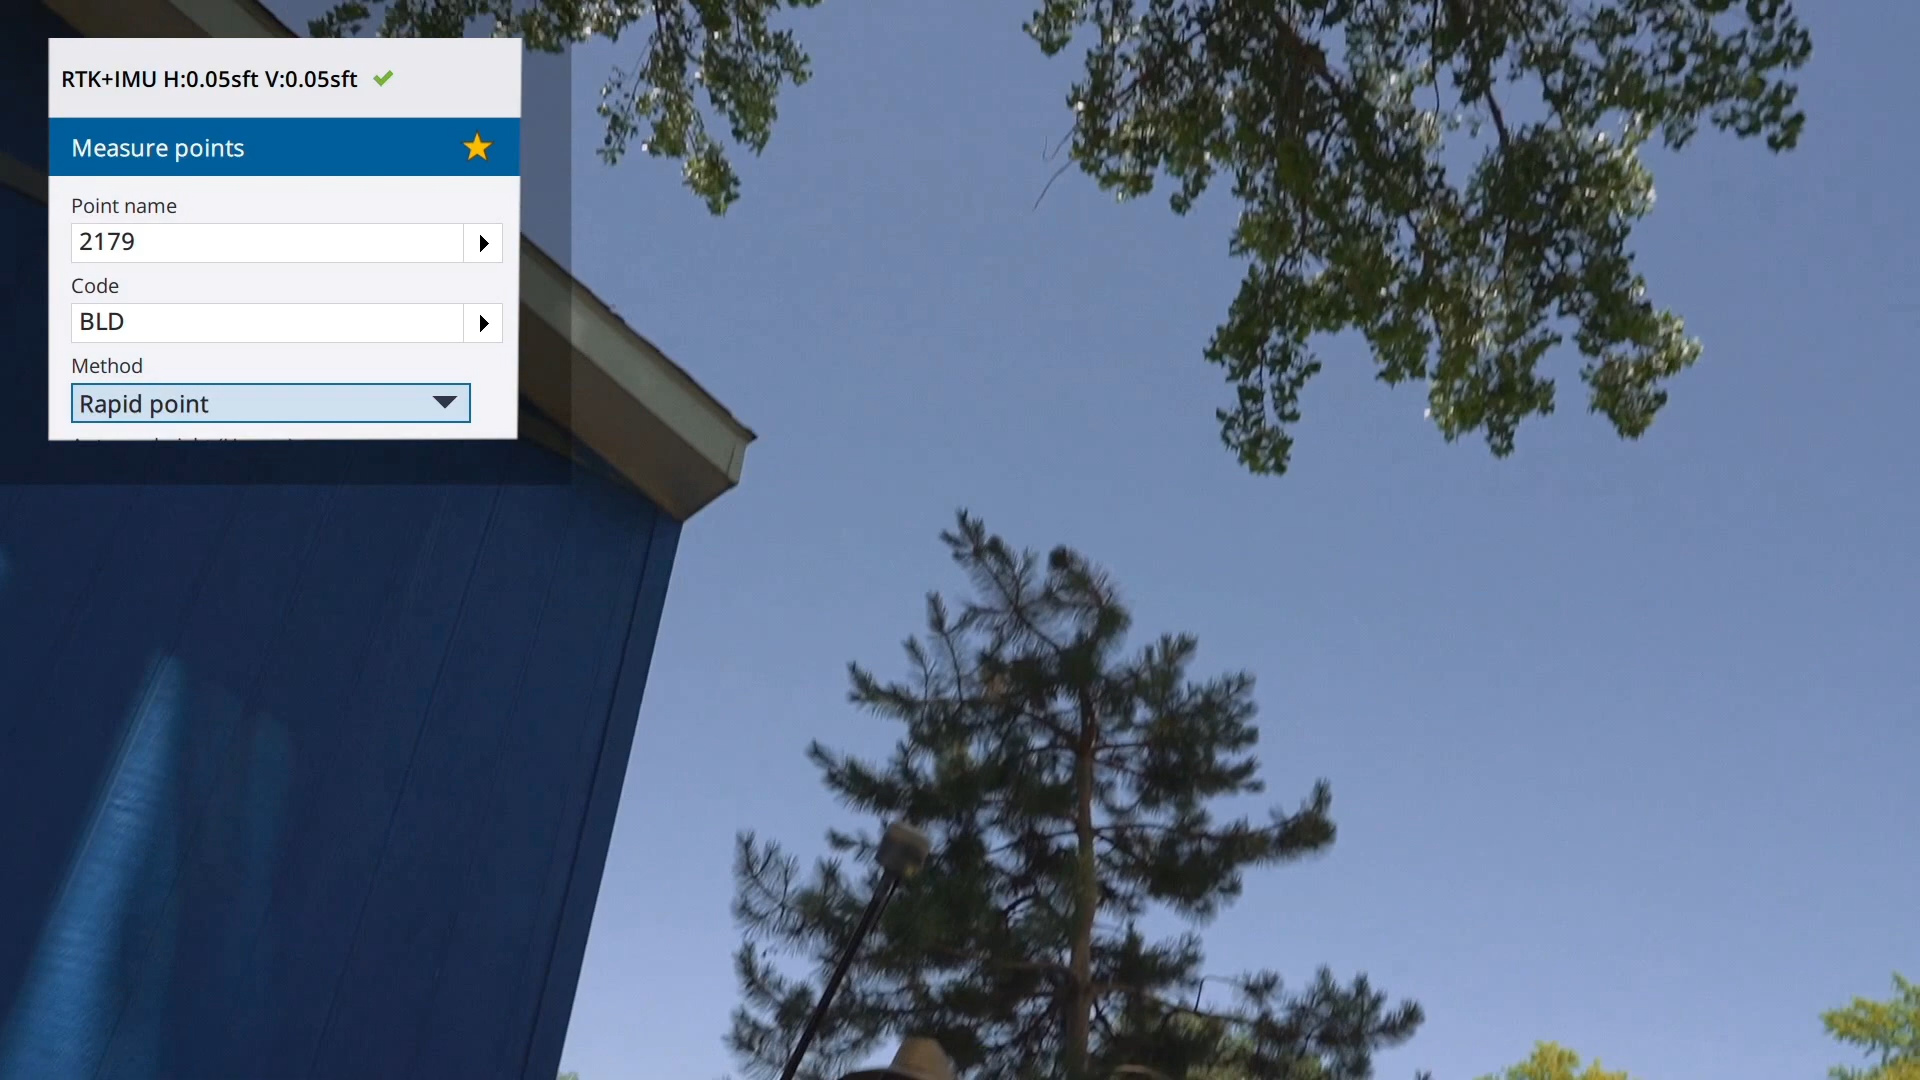 RTK+IMU H:0.05sft V:0.05sft
Measure points
Point name
2179
Code
BLD
Method
Rapid point